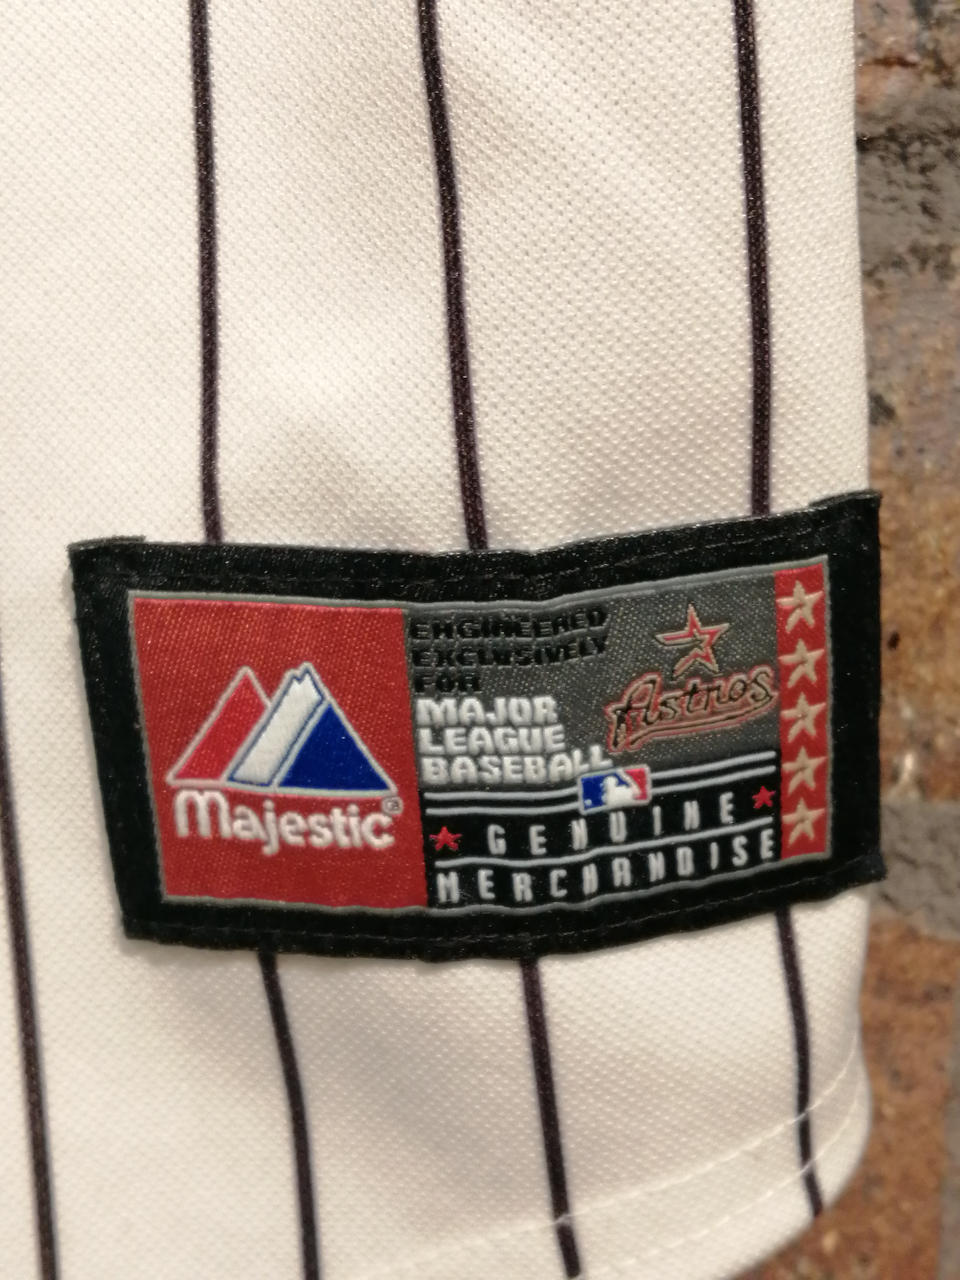 Majestic®
ENGINEERED
EXCLUSIVELY
FOR
MAJOR
LEAGUE
BASEBALL
Astros
GENUINE
MERCHANDISE